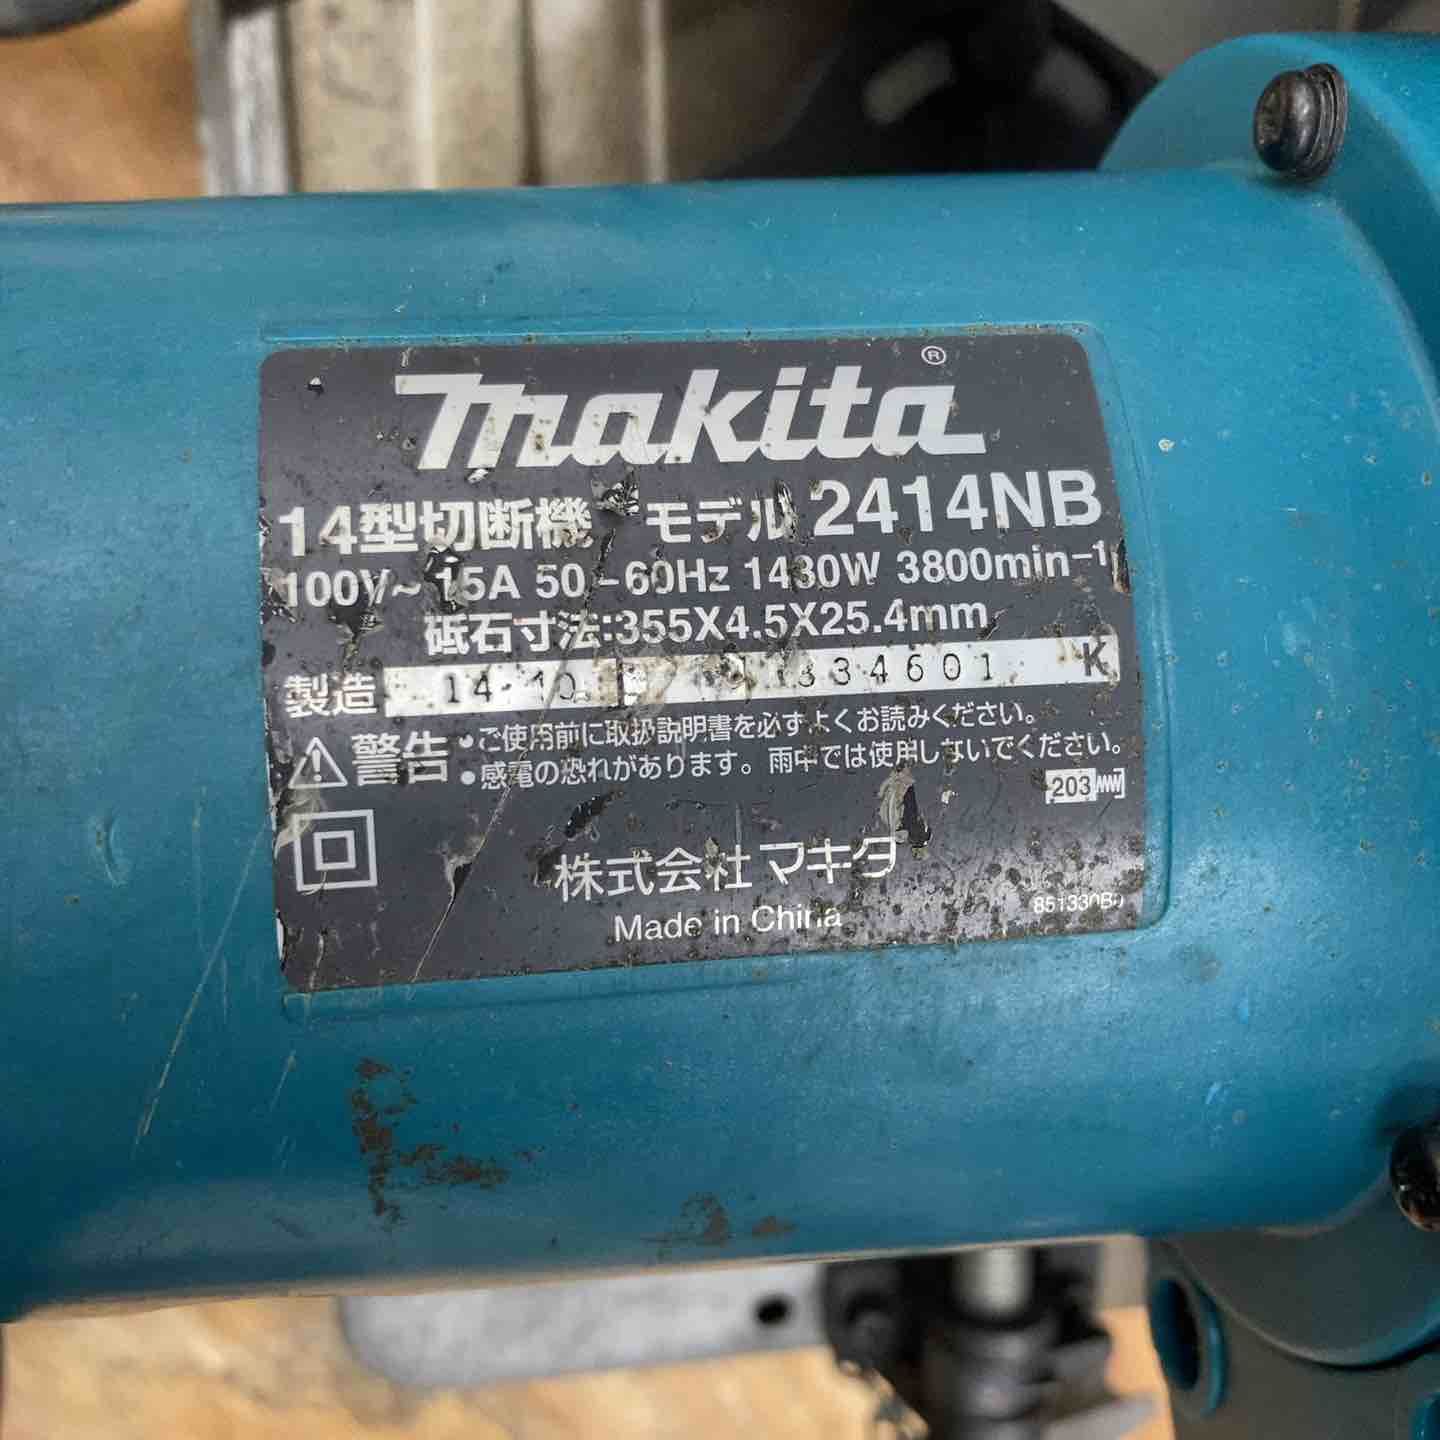 makita®
14型切断機 モデル 2414NB
100V~ 15A 50-60Hz 1430W 3800min⁻¹
砥石寸法:355X4.5X25.4mm
製造 14 10 334601 K
⚠警告 •ご使用前に取扱説明書を必ずよくお読みください。
•感電の恐れがあります。雨中では使用しないでください。
203
株式会社マキタ
Made in China